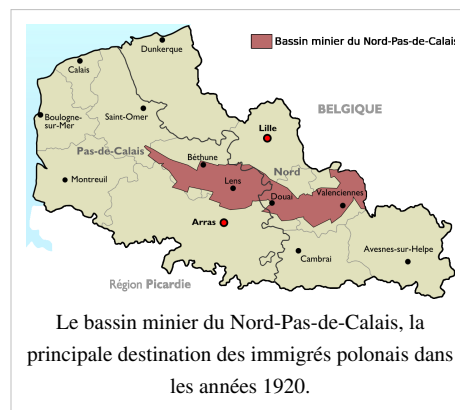 Dunkerque
Bassin minier du Nord-Pas-de-Calais
Calais
BELGIQUE
Boulogne-
sur-Mer
Saint-Omer
Lille
Pas-de-Calais
Béthune
Nord
Montreuil
Lens
Douai
Valenciennes
Arras
Cambrai
Avesnes-sur-Helpe
Région Picardie
Le bassin minier du Nord-Pas-de-Calais, la
principale destination des immigrés polonais dans
les années 1920.